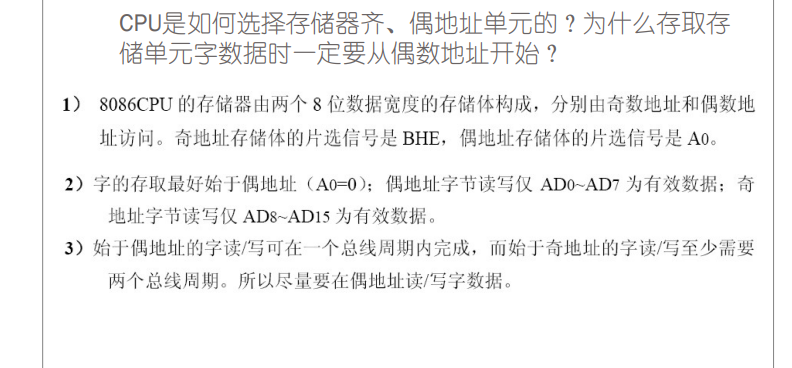 CPU是如何选择存储器齐、偶地址单元的？为什么存取存
储单元字数据时一定要从偶数地址开始？
1） 8086CPU 的存储器由两个 8 位数据宽度的存储体构成，分别由奇数地址和偶数地
址访问。奇地址存储体的片选信号是 BHE，偶地址存储体的片选信号是 A0。
2）字的存取最好始于偶地址（A0=0）；偶地址字节读写仅 AD0~AD7 为有效数据；奇
地址字节读写仅 AD8~AD15 为有效数据。
3）始于偶地址的字读/写可在一个总线周期内完成，而始于奇地址的字读/写至少需要
两个总线周期。所以尽量要在偶地址读/写字数据。